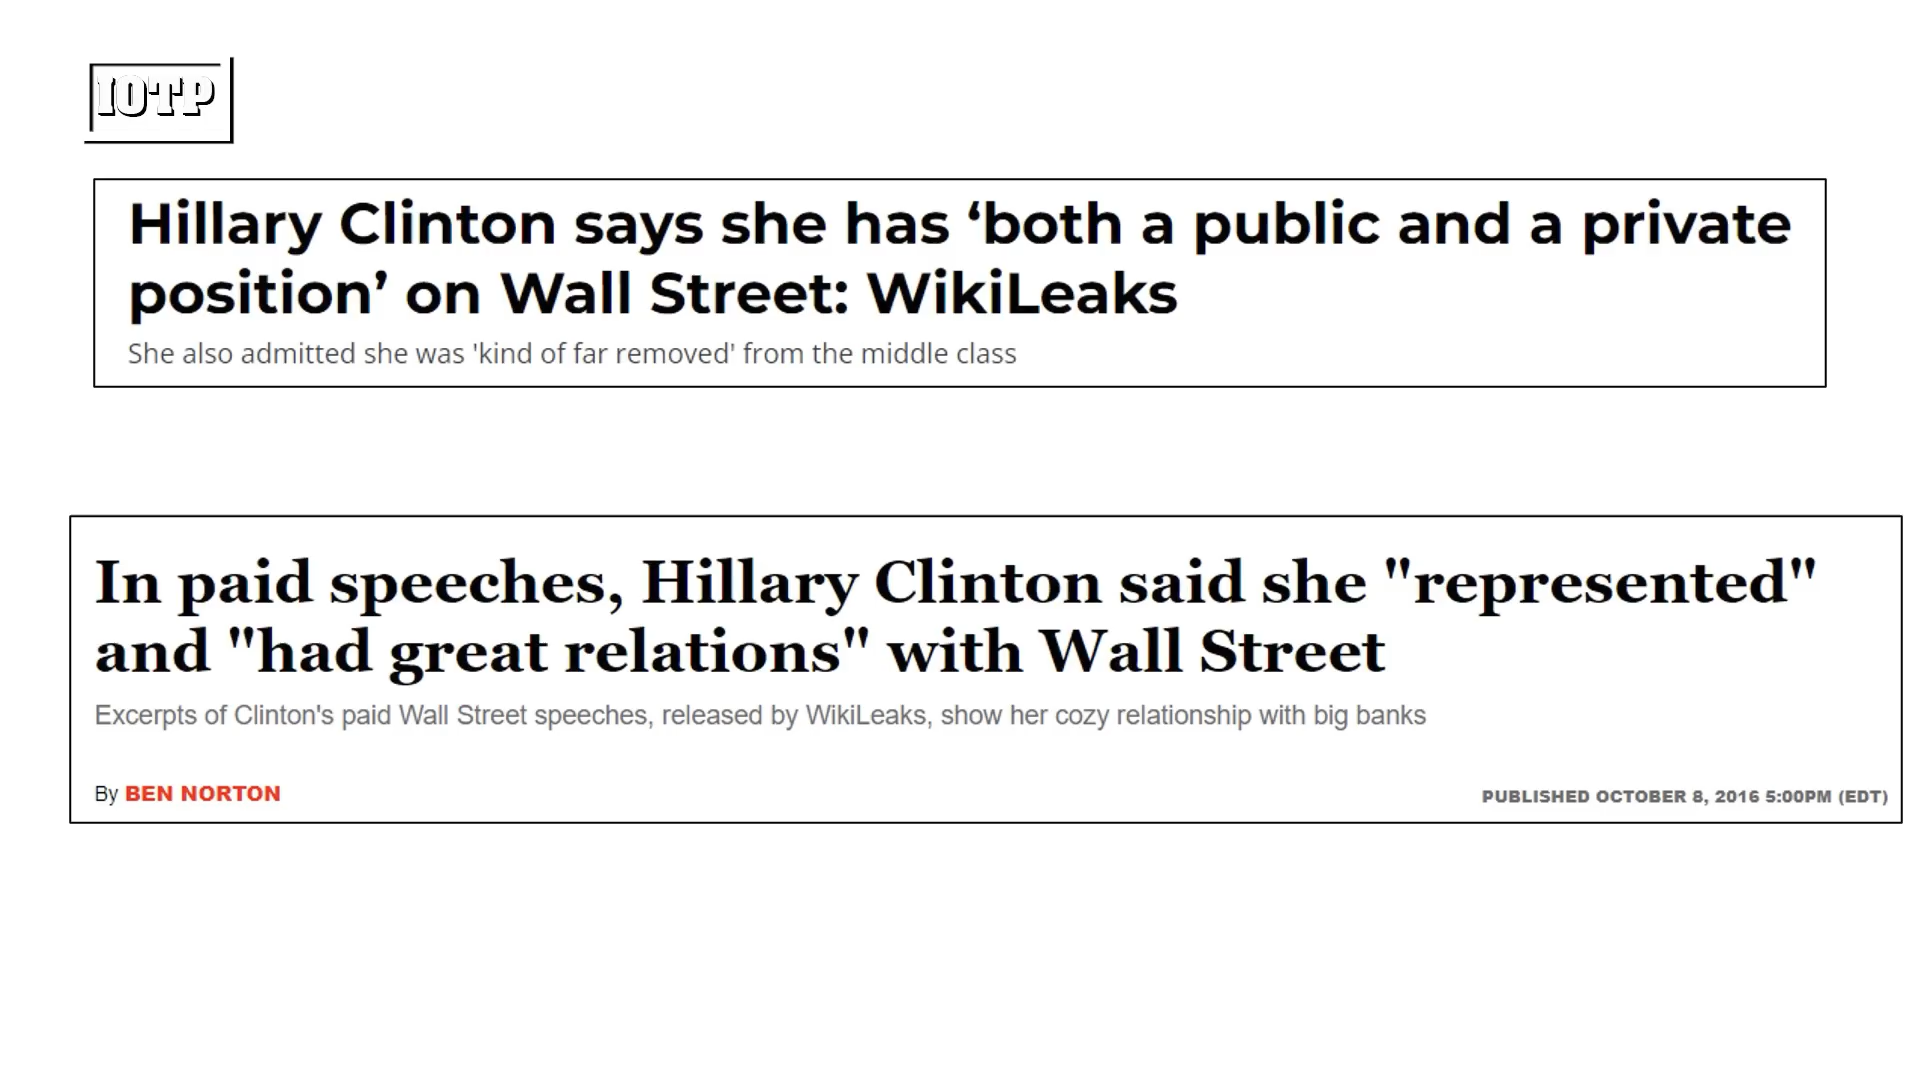 IOTP
Hillary Clinton says she has ‘both a public and a private
position’ on Wall Street: WikiLeaks
She also admitted she was 'kind of far removed' from the middle class
In paid speeches, Hillary Clinton said she "represented"
and "had great relations" with Wall Street
Excerpts of Clinton's paid Wall Street speeches, released by WikiLeaks, show her cozy relationship with big banks
By BEN NORTON
PUBLISHED OCTOBER 8, 2016 5:00PM (EDT)